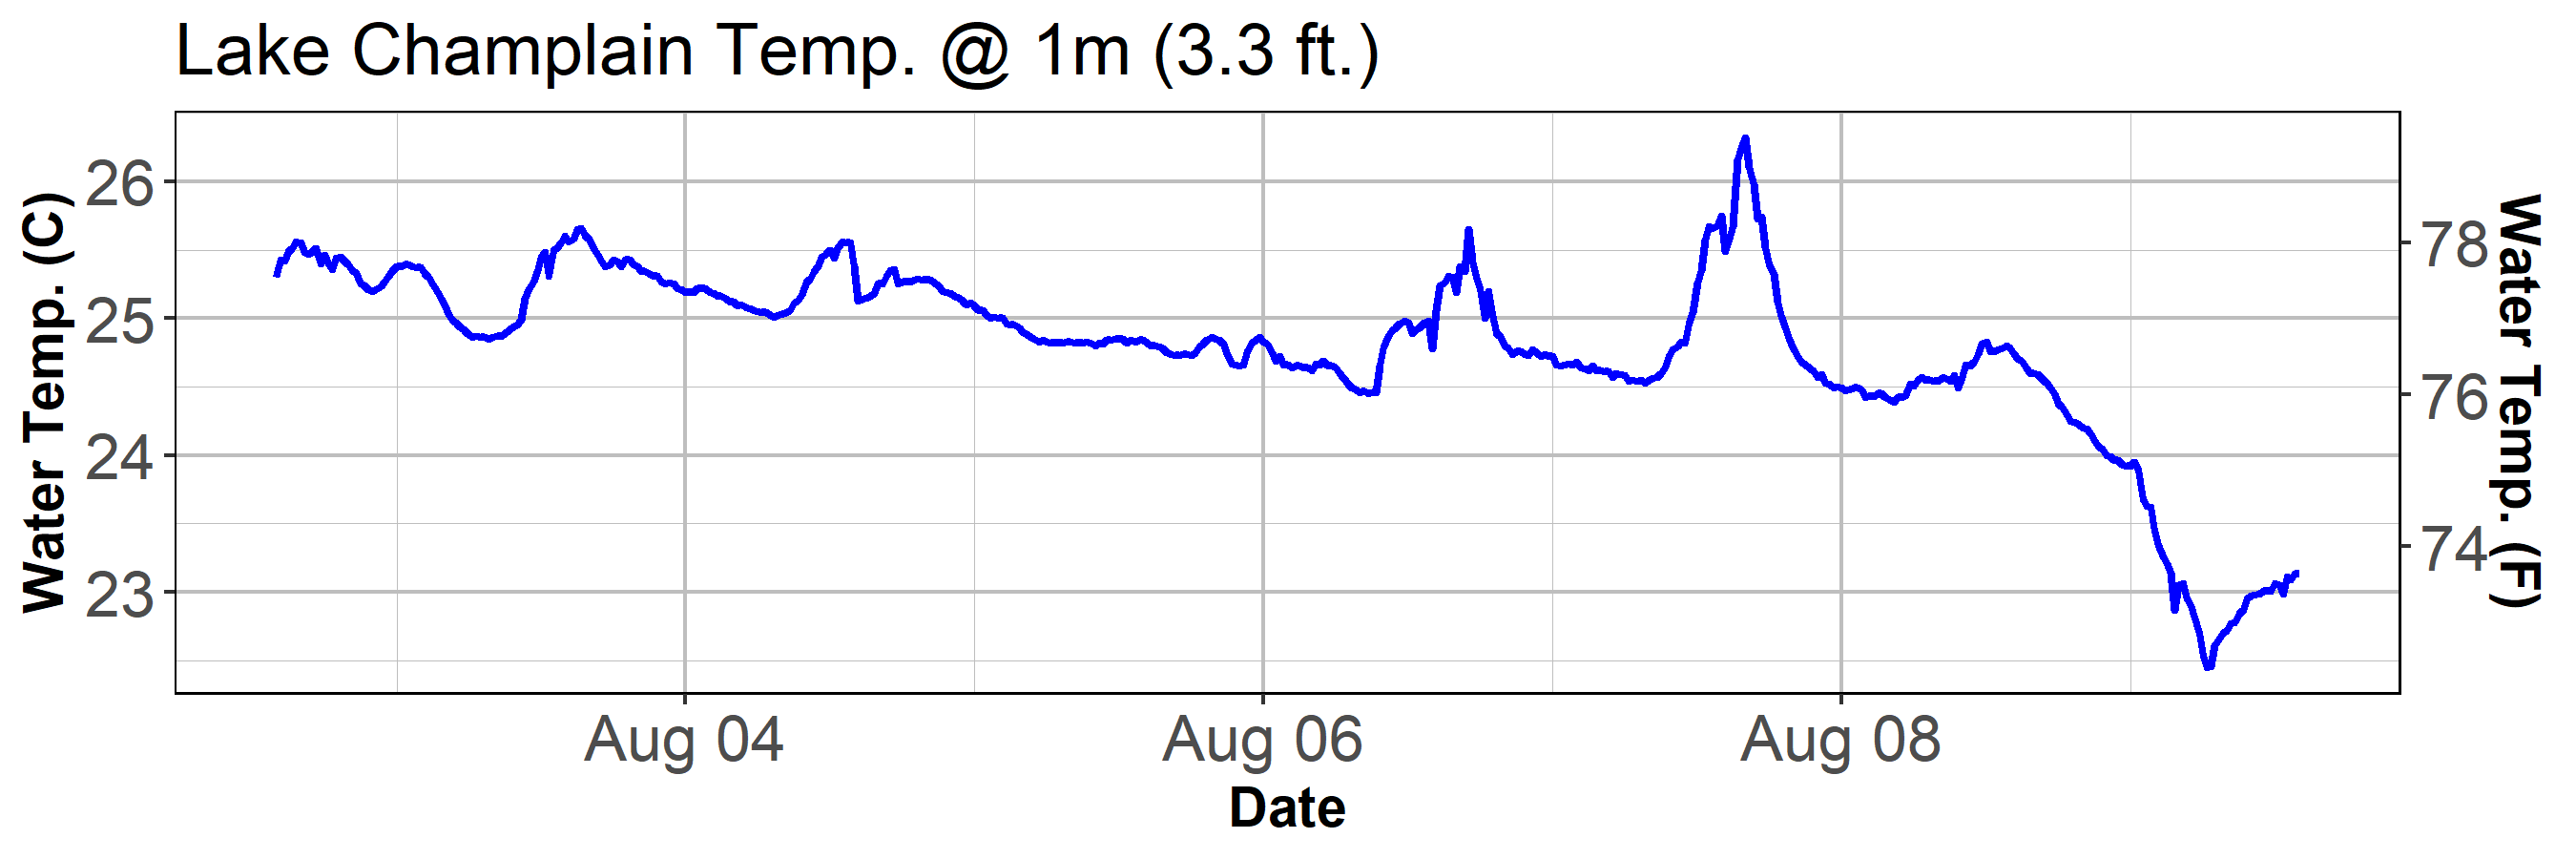 Lake Champlain Temp. @ 1m (3.3 ft.)
Water Temp. (C)
26
25
24
23
78
76
74
Water Temp. (F)
Aug 04
Aug 06
Aug 08
Date